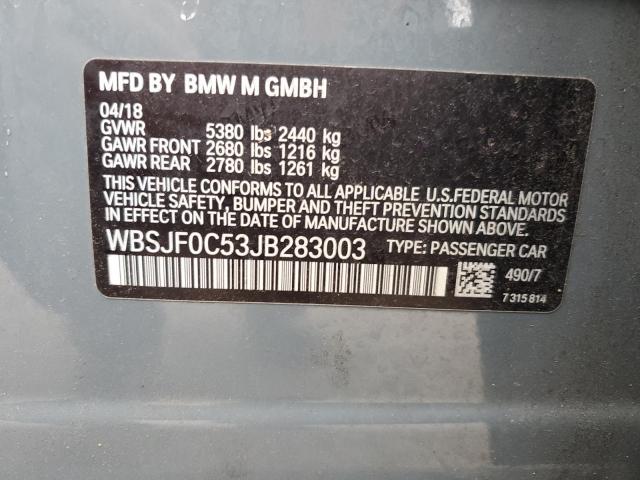 MFD BY BMW M GMBH
04/18
GVWR 5380 lbs 2440 kg
GAWR FRONT 2680 lbs 1216 kg
GAWR REAR 2780 lbs 1261 kg
THIS VEHICLE CONFORMS TO ALL APPLICABLE U.S.FEDERAL MOTOR
VEHICLE SAFETY, BUMPER AND THEFT PREVENTION STANDARDS
IN EFFECT ON THE DATE OF MANUFACTURE SHOWN ABOVE.
WBSJF0C53JB283003 TYPE: PASSENGER CAR
490/7
7 315 814